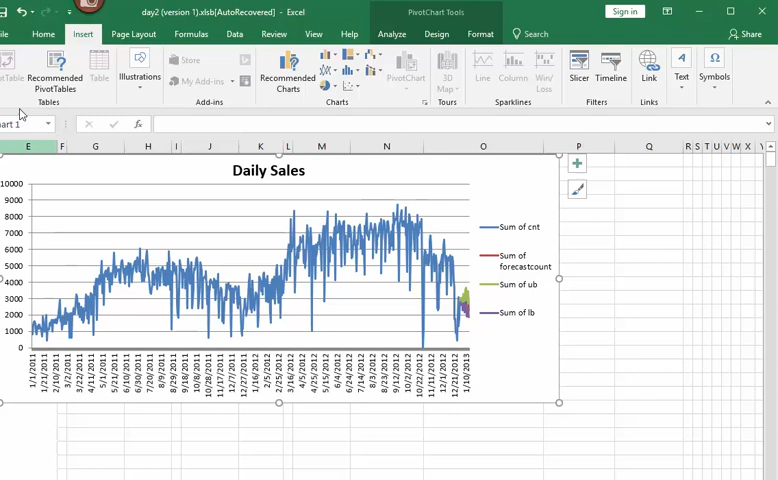 day2 (version 1).xlsb[AutoRecovered] - Excel
PivotChart Tools
Sign in
Home Insert Page Layout Formulas Data Review View Analyze Design Format Search Share
Recommended PivotTables
Table
Tables
Illustrations
Store
My Add-ins
Add-ins
Recommended Charts
PivotChart
Charts
3D Map
Tours
Line
Column
Win/ Loss
Sparklines
Slicer
Timeline
Filters
Link
Links
Text
Symbols
E F G H I J K L M N O P Q R S T U V W X Y
Daily Sales
10000
9000
8000
7000
6000
5000
4000
3000
2000
1000
0
1/1/2011
1/21/2011
2/10/2011
3/2/2011
3/22/2011
4/11/2011
5/1/2011
5/21/2011
6/10/2011
6/30/2011
7/20/2011
8/9/2011
8/29/2011
9/18/2011
10/8/2011
10/28/2011
11/17/2011
12/7/2011
12/27/2011
1/16/2012
2/5/2012
2/25/2012
3/16/2012
4/5/2012
4/25/2012
5/15/2012
6/4/2012
6/24/2012
7/14/2012
8/3/2012
8/23/2012
9/12/2012
10/2/2012
10/22/2012
11/11/2012
12/1/2012
12/21/2012
1/10/2013
Sum of cnt
Sum of
forecastcount
Sum of ub
Sum of lb